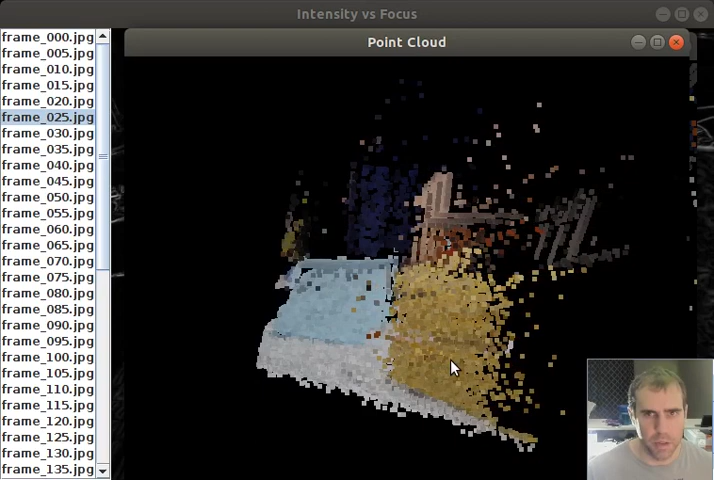 Intensity vs Focus
Point Cloud
frame_000.jpg
frame_005.jpg
frame_010.jpg
frame_015.jpg
frame_020.jpg
frame_025.jpg
frame_030.jpg
frame_035.jpg
frame_040.jpg
frame_045.jpg
frame_050.jpg
frame_055.jpg
frame_060.jpg
frame_065.jpg
frame_070.jpg
frame_075.jpg
frame_080.jpg
frame_085.jpg
frame_090.jpg
frame_095.jpg
frame_100.jpg
frame_105.jpg
frame_110.jpg
frame_115.jpg
frame_120.jpg
frame_125.jpg
frame_130.jpg
frame_135.jpg